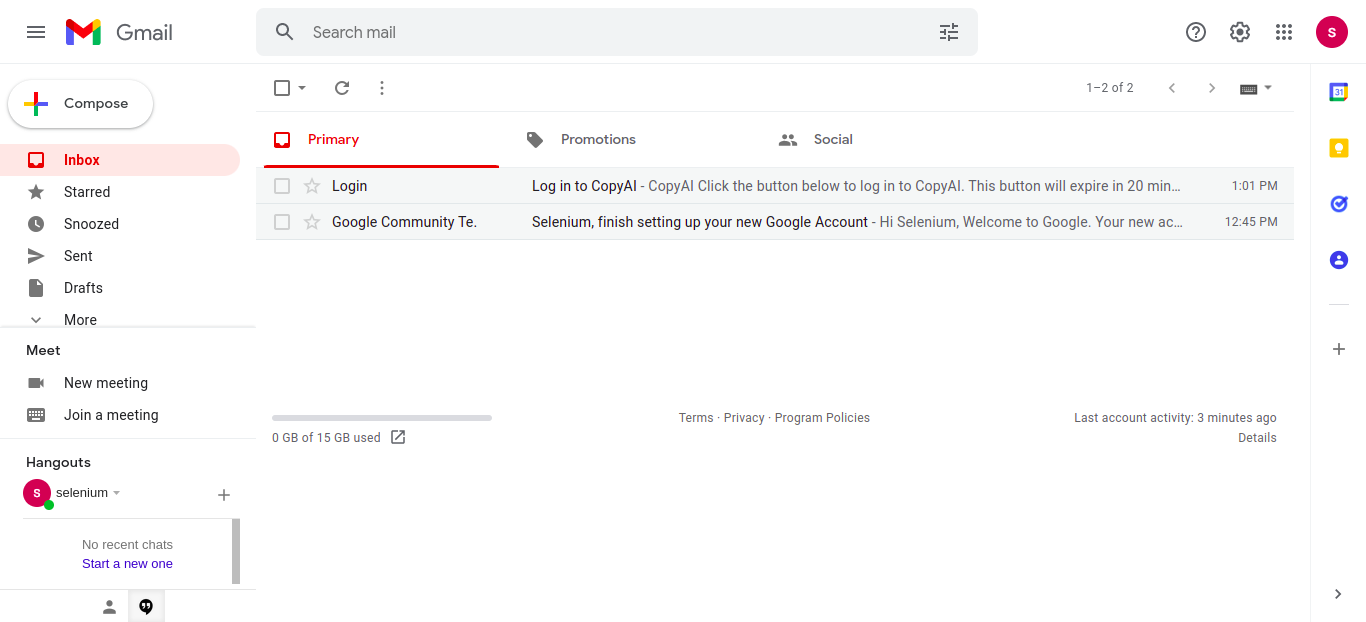 Gmail
Search mail
S
Compose
1–2 of 2
31
Primary
Promotions
Social
Inbox
Starred
Snoozed
Sent
Drafts
More
Login Log in to CopyAI - CopyAI Click the button below to log in to CopyAI. This button will expire in 20 min... 1:01 PM
Google Community Te. Selenium, finish setting up your new Google Account - Hi Selenium, Welcome to Google. Your new ac... 12:45 PM
Meet
New meeting
Join a meeting
Hangouts
S selenium
No recent chats
Start a new one
0 GB of 15 GB used
Terms · Privacy · Program Policies
Last account activity: 3 minutes ago
Details